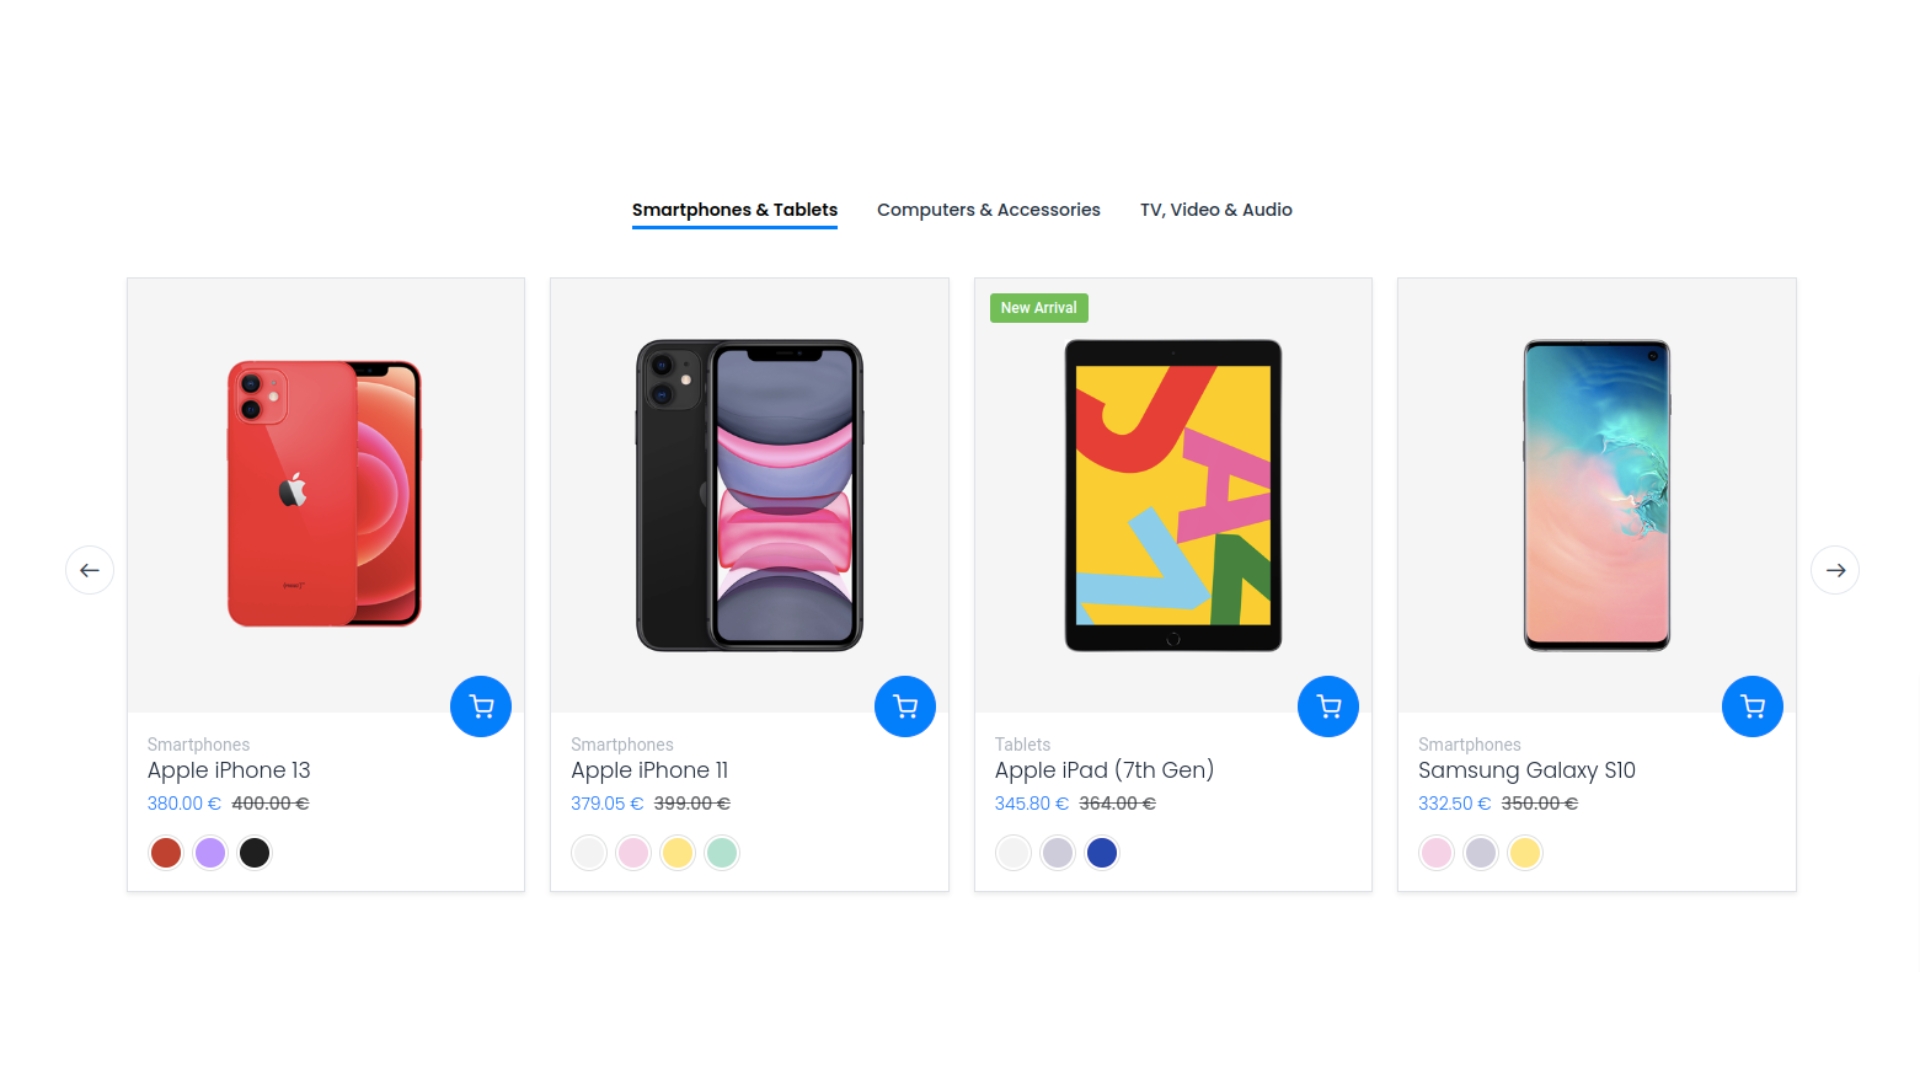 Smartphones & Tablets Computers & Accessories TV, Video & Audio
New Arrival
Smartphones
Apple iPhone 13
380.00 € 400.00 €
Smartphones
Apple iPhone 11
379.05 € 399.00 €
Tablets
Apple iPad (7th Gen)
345.80 € 364.00 €
Smartphones
Samsung Galaxy S10
332.50 € 350.00 €